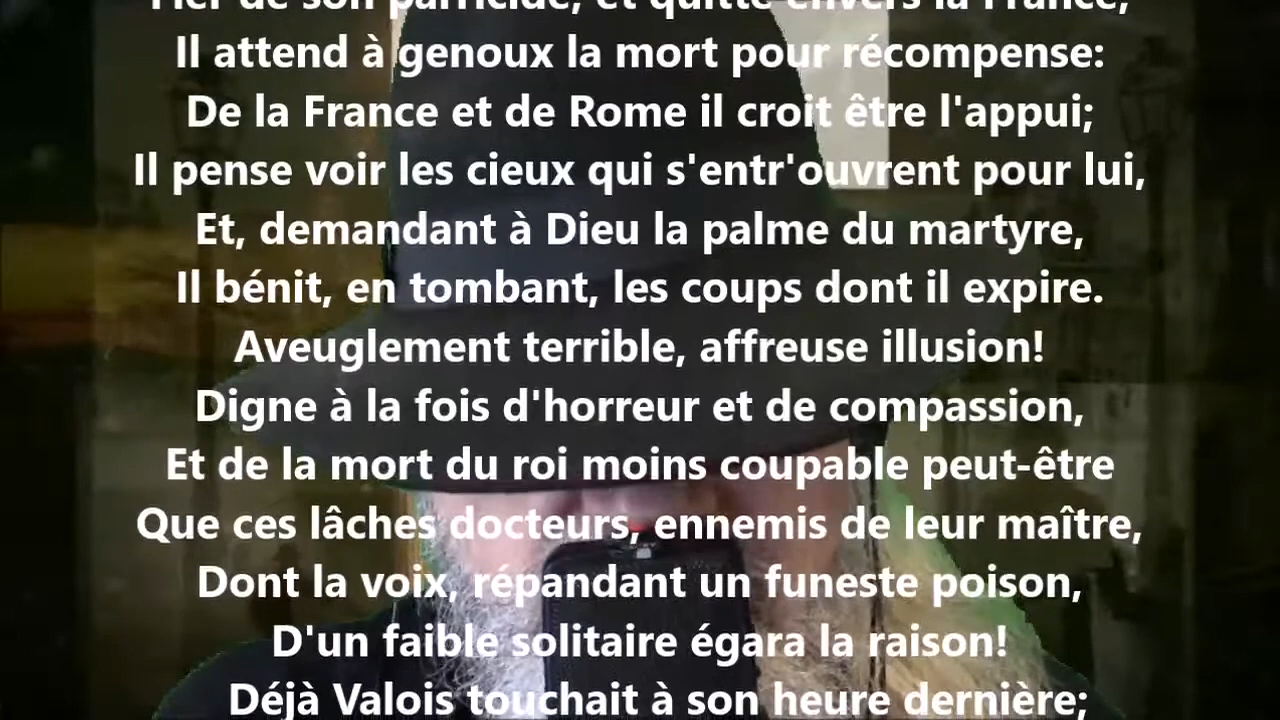 Fier de son parricide, et quitte envers la France,
Il attend à genoux la mort pour récompense:
De la France et de Rome il croit être l'appui;
Il pense voir les cieux qui s'entr'ouvrent pour lui,
Et, demandant à Dieu la palme du martyre,
Il bénit, en tombant, les coups dont il expire.
Aveuglement terrible, affreuse illusion!
Digne à la fois d'horreur et de compassion,
Et de la mort du roi moins coupable peut-être
Que ces lâches docteurs, ennemis de leur maître,
Dont la voix, répandant un funeste poison,
D'un faible solitaire égara la raison!
Déjà Valois touchait à son heure dernière;